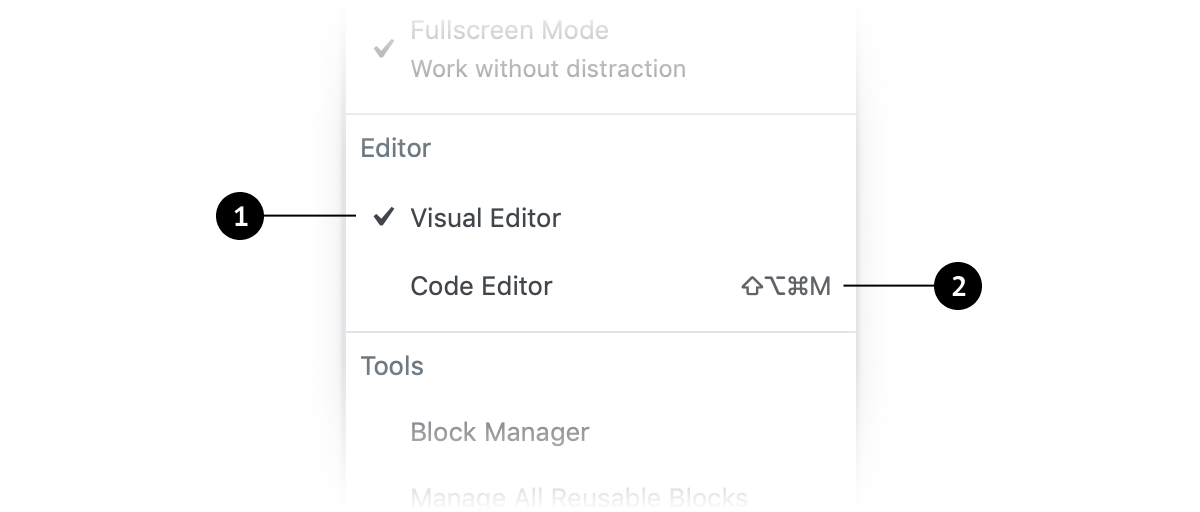 Fullscreen Mode
Work without distraction
Editor
1
Visual Editor
Code Editor ⇧⌥⌘M
2
Tools
Block Manager
Manage All Reusable Blocks